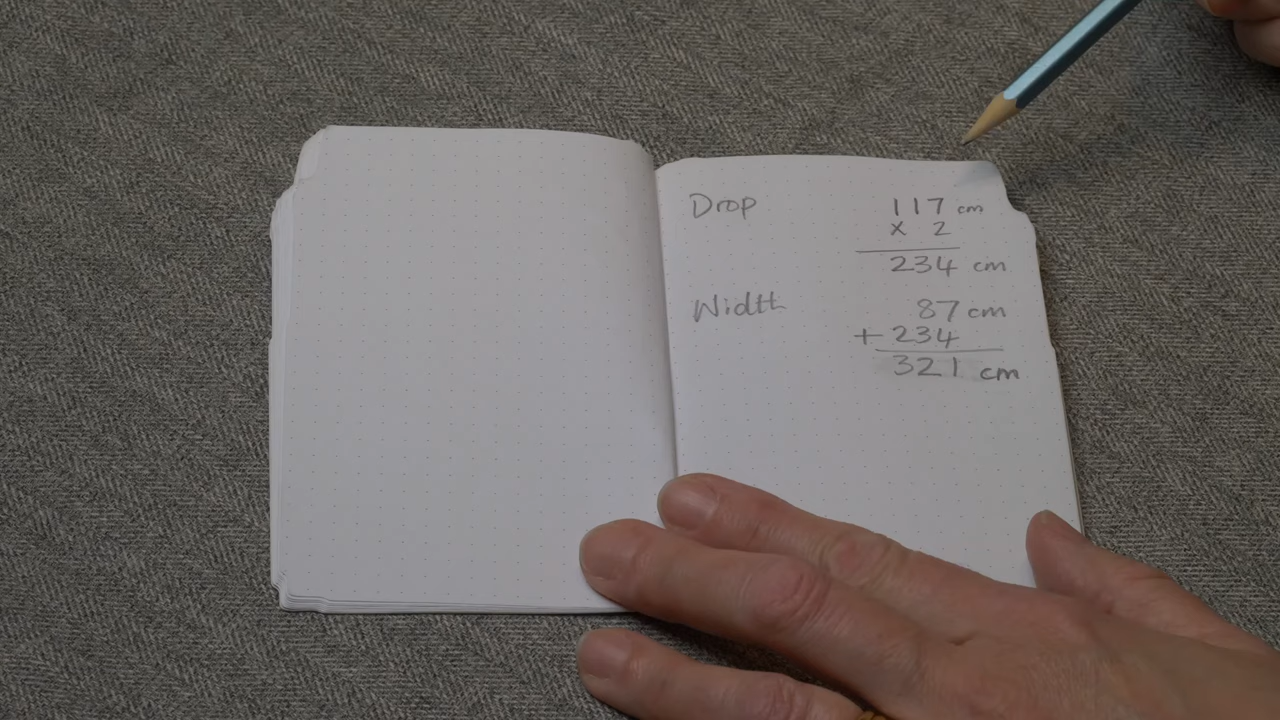 Drop 117 cm
x 2
234 cm
Width 87 cm
+ 234
321 cm